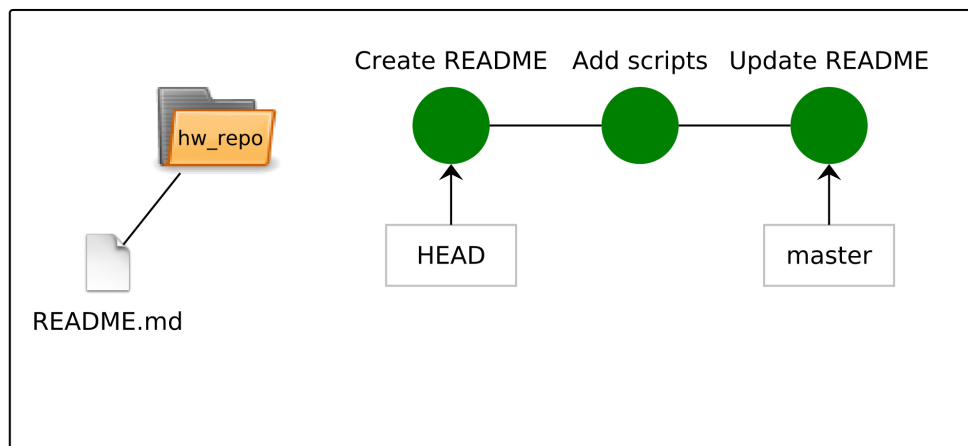 Create README
Add scripts
Update README
hw_repo
HEAD
master
README.md